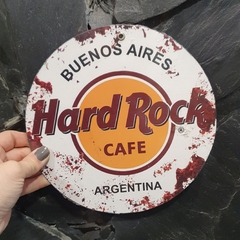 BUENOS AIRES
Hard Rock
CAFE
ARGENTINA